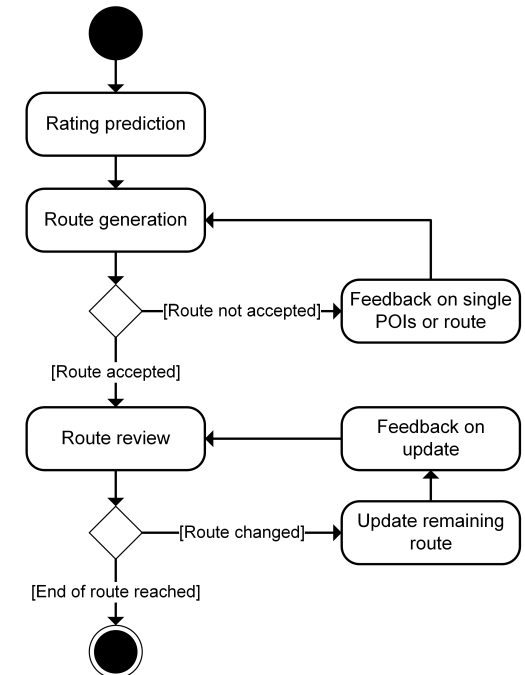 Rating prediction
Route generation
[Route not accepted]
Feedback on single
POIs or route
[Route accepted]
Route review
Feedback on
update
[Route changed]
Update remaining
route
[End of route reached]